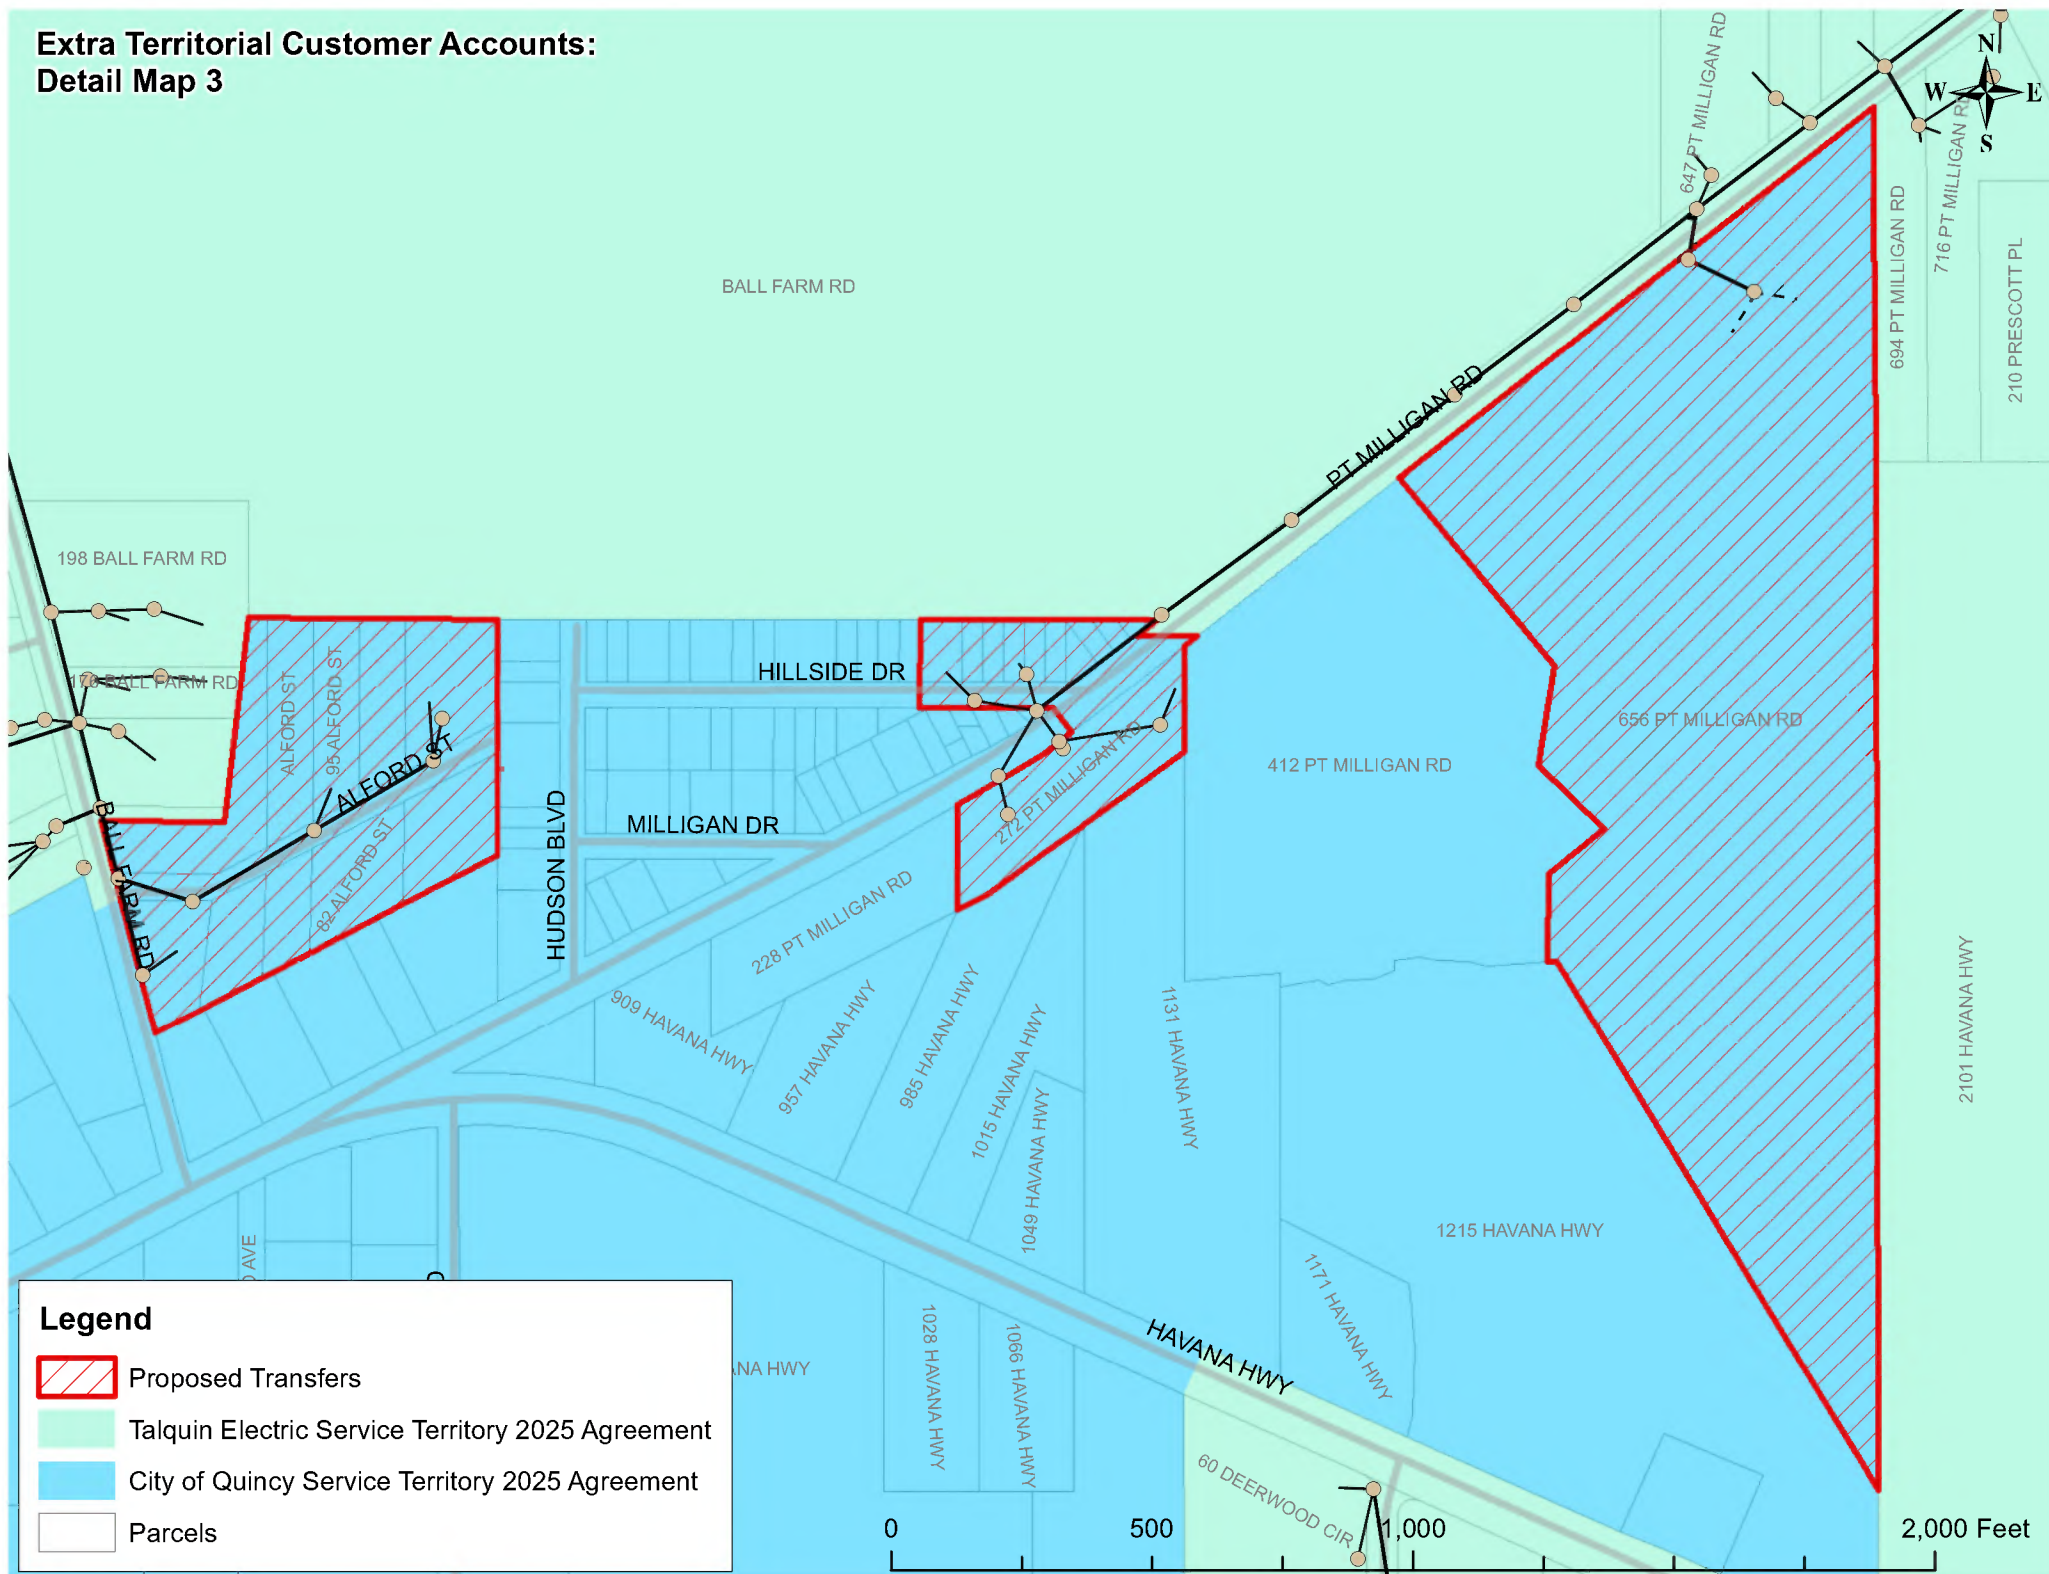 Extra Territorial Customer Accounts:
Detail Map 3
N
W
E
S
647 PT MILLIGAN RD
694 PT MILLIGAN RD
716 PT MILLIGAN RD
210 PRESCOTT PL
BALL FARM RD
PT MILLIGAN RD
198 BALL FARM RD
176 BALL FARM RD
ALFORD ST
95 ALFORD ST
ALFORD ST
82 ALFORD ST
BALL FARM RD
HILLSIDE DR
MILLIGAN DR
HUDSON BLVD
272 PT MILLIGAN RD
228 PT MILLIGAN RD
412 PT MILLIGAN RD
656 PT MILLIGAN RD
909 HAVANA HWY
957 HAVANA HWY
985 HAVANA HWY
1015 HAVANA HWY
1049 HAVANA HWY
1131 HAVANA HWY
2101 HAVANA HWY
1215 HAVANA HWY
1171 HAVANA HWY
1028 HAVANA HWY
1066 HAVANA HWY
HAVANA HWY
60 DEERWOOD CIR
AVE
HWY
Legend
Proposed Transfers
Talquin Electric Service Territory 2025 Agreement
City of Quincy Service Territory 2025 Agreement
Parcels
0 500 1,000 2,000 Feet